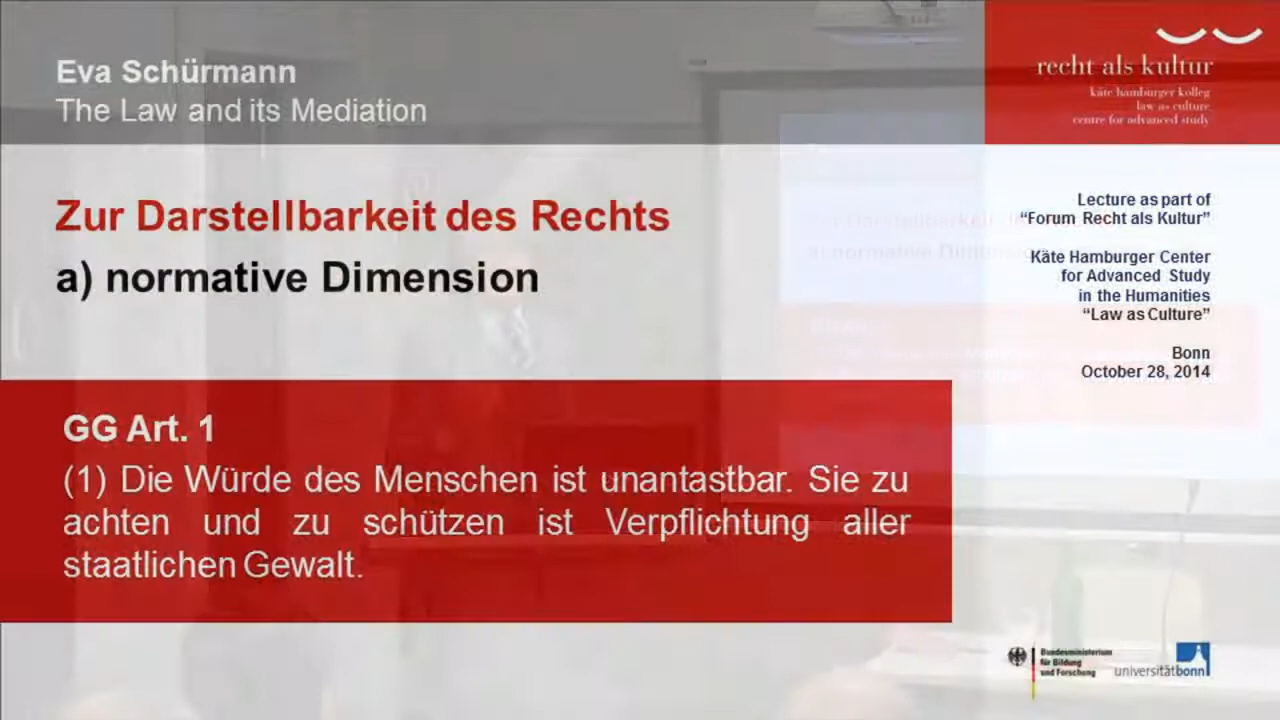 Eva Schürmann
The Law and its Mediation
recht als kultur
käte hamburger kolleg
law as culture
centre for advanced study
Zur Darstellbarkeit des Rechts
a) normative Dimension
Lecture as part of
“Forum Recht als Kultur”
Käte Hamburger Center
for Advanced Study
in the Humanities
“Law as Culture”
Bonn
October 28, 2014
GG Art. 1
(1) Die Würde des Menschen ist unantastbar. Sie zu
achten und zu schützen ist Verpflichtung aller
staatlichen Gewalt.
Bundesministerium
für Bildung
und Forschung
universitätbonn